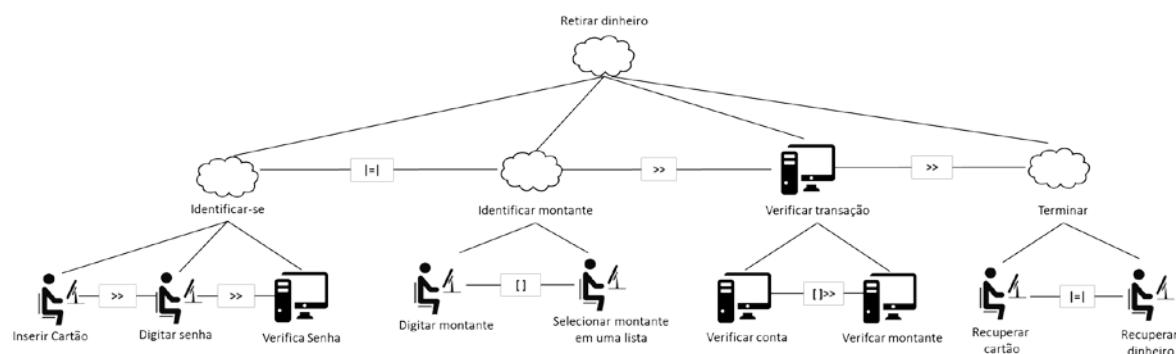 Retirar dinheiro
|=|
>>
>>
Identificar-se
Identificar montante
Verificar transação
Terminar
>>
>>
[ ]
[ ]>>
|=|
Inserir Cartão
Digitar senha
Verifica Senha
Digitar montante
Selecionar montante
em uma lista
Verificar conta
Verifcar montante
Recuperar
cartão
Recuperar
dinheiro